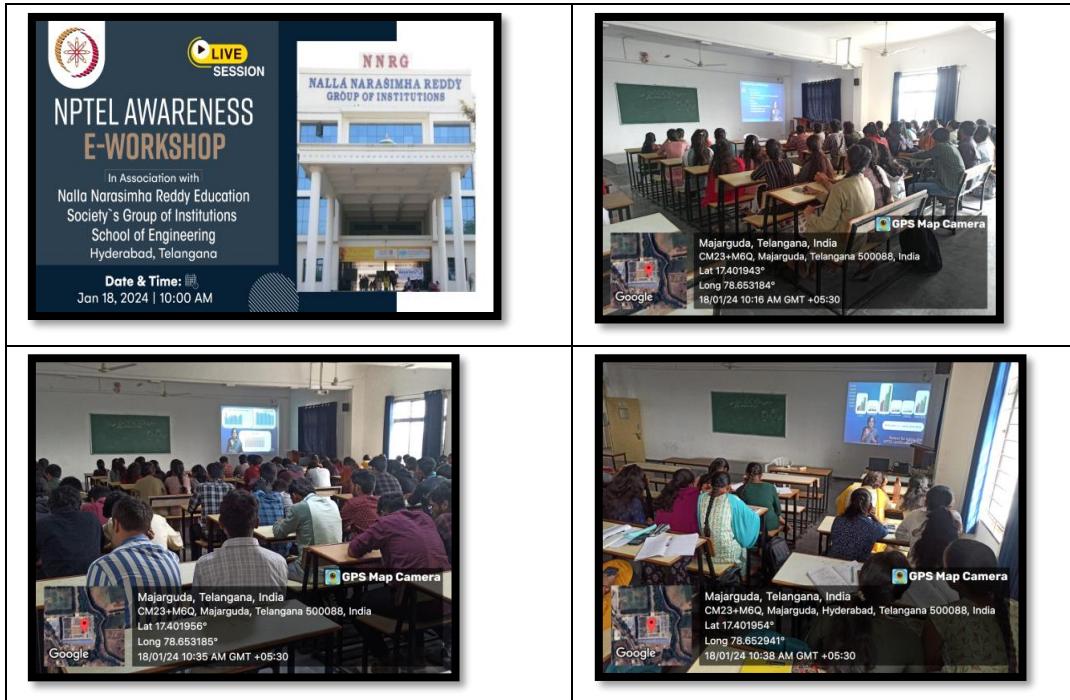 LIVE
SESSION
NPTEL AWARENESS
E-WORKSHOP
In Association with
Nalla Narasimha Reddy Education
Society`s Group of Institutions
School of Engineering
Hyderabad, Telangana
Date & Time:
Jan 18, 2024 | 10:00 AM
NNRG
NALLA NARASIMHA REDDY
GROUP OF INSTITUTIONS
GPS Map Camera
Majarguda, Telangana, India
CM23+M6Q, Majarguda, Telangana 500088, India
Lat 17.401943°
Long 78.653184°
18/01/24 10:16 AM GMT +05:30
Google
GPS Map Camera
Majarguda, Telangana, India
CM23+M6Q, Majarguda, Telangana 500088, India
Lat 17.401956°
Long 78.653185°
18/01/24 10:35 AM GMT +05:30
Google
GPS Map Camera
Majarguda, Telangana, India
CM23+M6Q, Majarguda, Hyderabad, Telangana 500088, India
Lat 17.401954°
Long 78.652941°
18/01/24 10:38 AM GMT +05:30
Google